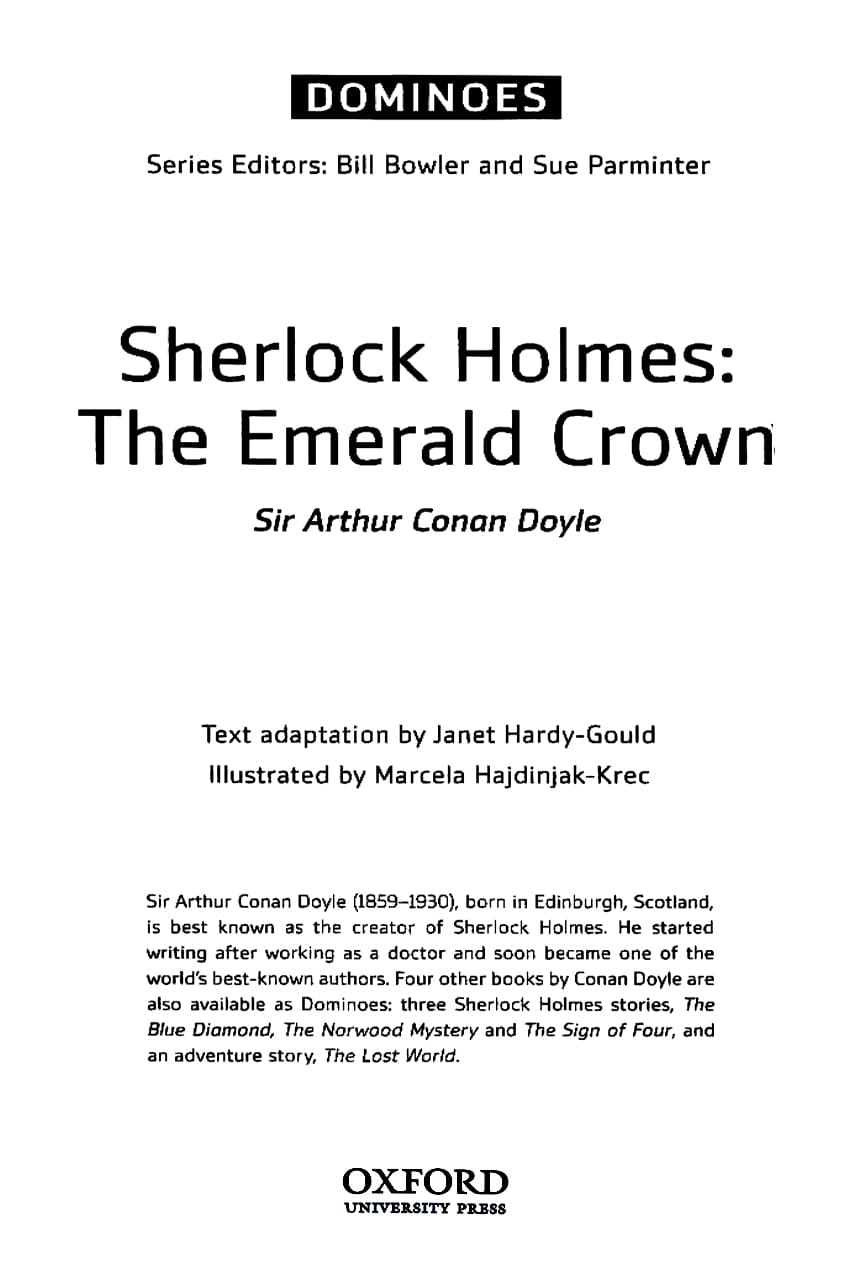 DOMINOES
Series Editors: Bill Bowler and Sue Parminter
Sherlock Holmes:
The Emerald Crown
Sir Arthur Conan Doyle
Text adaptation by Janet Hardy-Gould
Illustrated by Marcela Hajdinjak-Krec
Sir Arthur Conan Doyle (1859–1930), born in Edinburgh, Scotland,
is best known as the creator of Sherlock Holmes. He started
writing after working as a doctor and soon became one of the
world's best-known authors. Four other books by Conan Doyle are
also available as Dominoes: three Sherlock Holmes stories, The
Blue Diamond, The Norwood Mystery and The Sign of Four, and
an adventure story, The Lost World.
OXFORD
UNIVERSITY PRESS